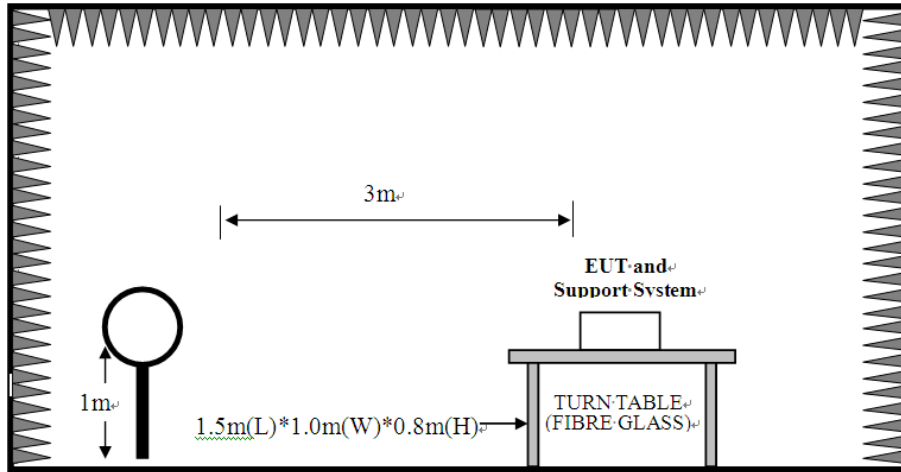 3m
EUT and
Support System
1m
1.5m(L)*1.0m(W)*0.8m(H)
TURN TABLE
(FIBRE GLASS)